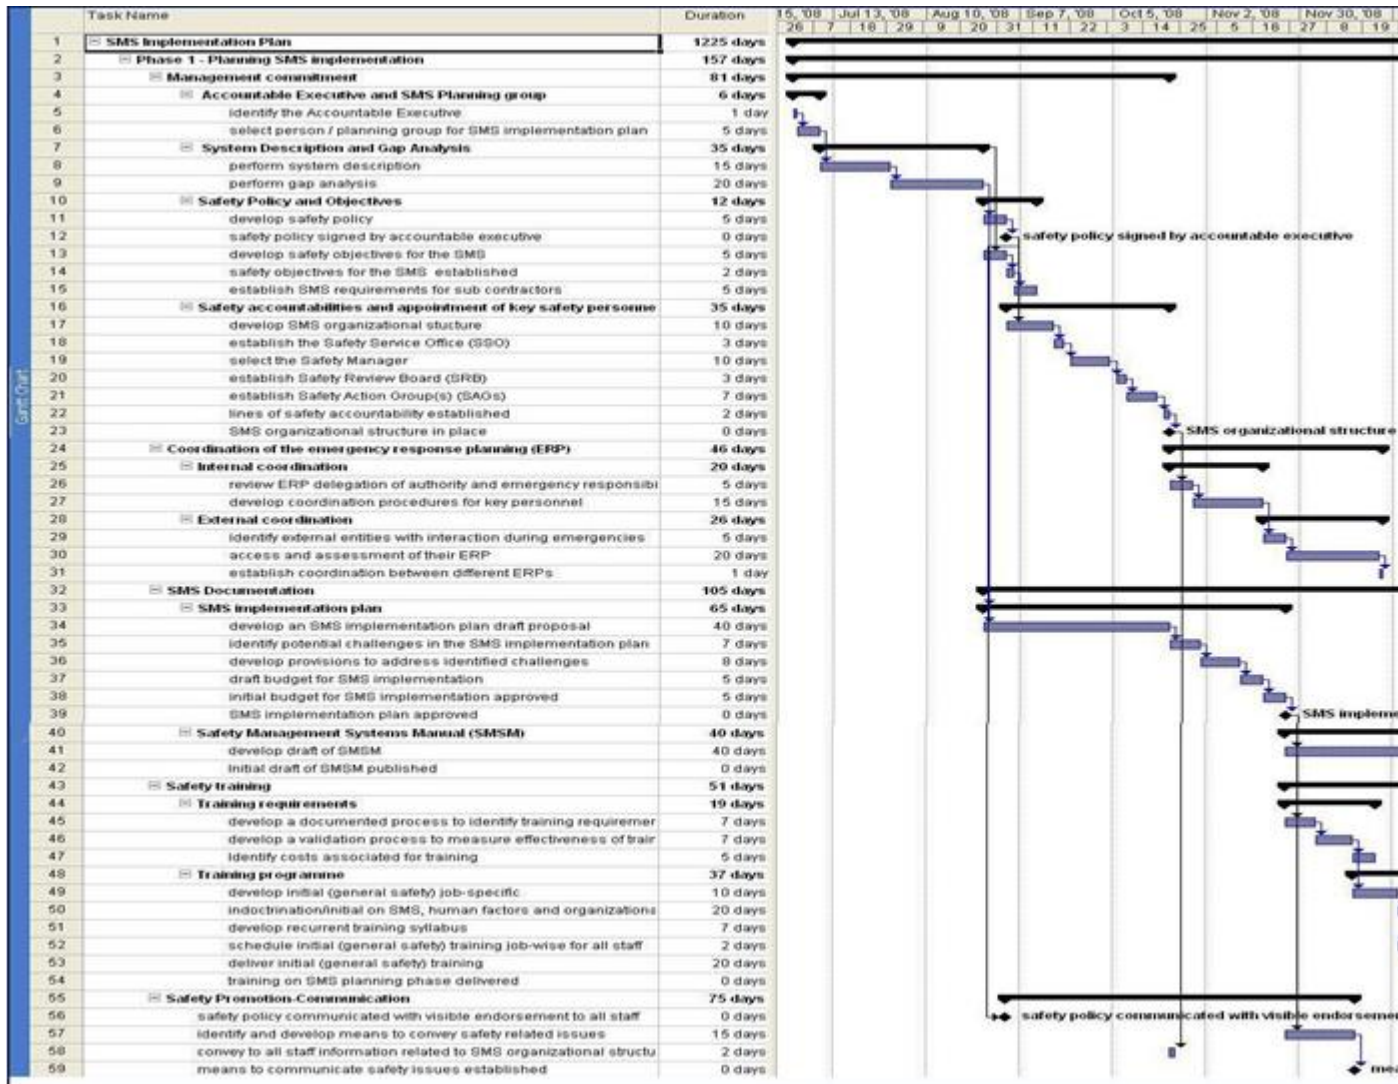 Task Name Duration 15, '08 Jul 13, '08 Aug 10, '08 Sep 7, '08 Oct 5, '08 Nov 2, '08 Nov 30, '08
26 7 18 29 9 20 31 11 22 3 14 25 5 16 27 8 19
1 SMS Implementation Plan 1225 days
2 Phase 1 - Planning SMS implementation 157 days
3 Management commitment 81 days
4 Accountable Executive and SMS Planning group 6 days
5 identify the Accountable Executive 1 day
6 select person / planning group for SMS implementation plan 5 days
7 System Description and Gap Analysis 35 days
8 perform system description 15 days
9 perform gap analysis 20 days
10 Safety Policy and Objectives 12 days
11 develop safety policy 5 days
12 safety policy signed by accountable executive 0 days safety policy signed by accountable executive
13 develop safety objectives for the SMS 5 days
14 safety objectives for the SMS established 2 days
15 establish SMS requirements for sub contractors 5 days
16 Safety accountabilities and appointment of key safety personne 35 days
17 develop SMS organizational stucture 10 days
18 establish the Safety Service Office (SSO) 3 days
19 select the Safety Manager 10 days
20 establish Safety Review Board (SRB) 3 days
21 establish Safety Action Group(s) (SAGs) 7 days
22 lines of safety accountability established 2 days
23 SMS organizational structure in place 0 days SMS organizational structure
24 Coordination of the emergency response planning (ERP) 46 days
25 Internal coordination 20 days
26 review ERP delegation of authority and emergency responsibi 5 days
27 develop coordination procedures for key personnel 15 days
28 External coordination 26 days
29 identify external entities with interaction during emergencies 5 days
30 access and assessment of their ERP 20 days
31 establish coordination between different ERPs 1 day
32 SMS Documentation 105 days
33 SMS implementation plan 65 days
34 develop an SMS implementation plan draft proposal 40 days
35 identify potential challenges in the SMS implementation plan 7 days
36 develop provisions to address identified challenges 8 days
37 draft budget for SMS implementation 5 days
38 initial budget for SMS implementation approved 5 days
39 SMS implementation plan approved 0 days SMS impleme
40 Safety Management Systems Manual (SMSM) 40 days
41 develop draft of SMSM 40 days
42 initial draft of SMSM published 0 days
43 Safety training 51 days
44 Training requirements 19 days
45 develop a documented process to identify training requiremer 7 days
46 develop a validation process to measure effectiveness of trair 7 days
47 identify costs associated for training 5 days
48 Training programme 37 days
49 develop initial (general safety) job-specific 10 days
50 indoctrination/initial on SMS, human factors and organizationa 20 days
51 develop recurrent training syllabus 7 days
52 schedule initial (general safety) training job-wise for all staff 2 days
53 deliver initial (general safety) training 20 days
54 training on SMS planning phase delivered 0 days
55 Safety Promotion-Communication 75 days
56 safety policy communicated with visible endorsement to all staff 0 days safety policy communicated with visible endorsemen
57 identify and develop means to convey safety related issues 15 days
58 convey to all staff information related to SMS organizational structu 2 days
59 means to communicate safety issues established 0 days mea
Gantt Chart